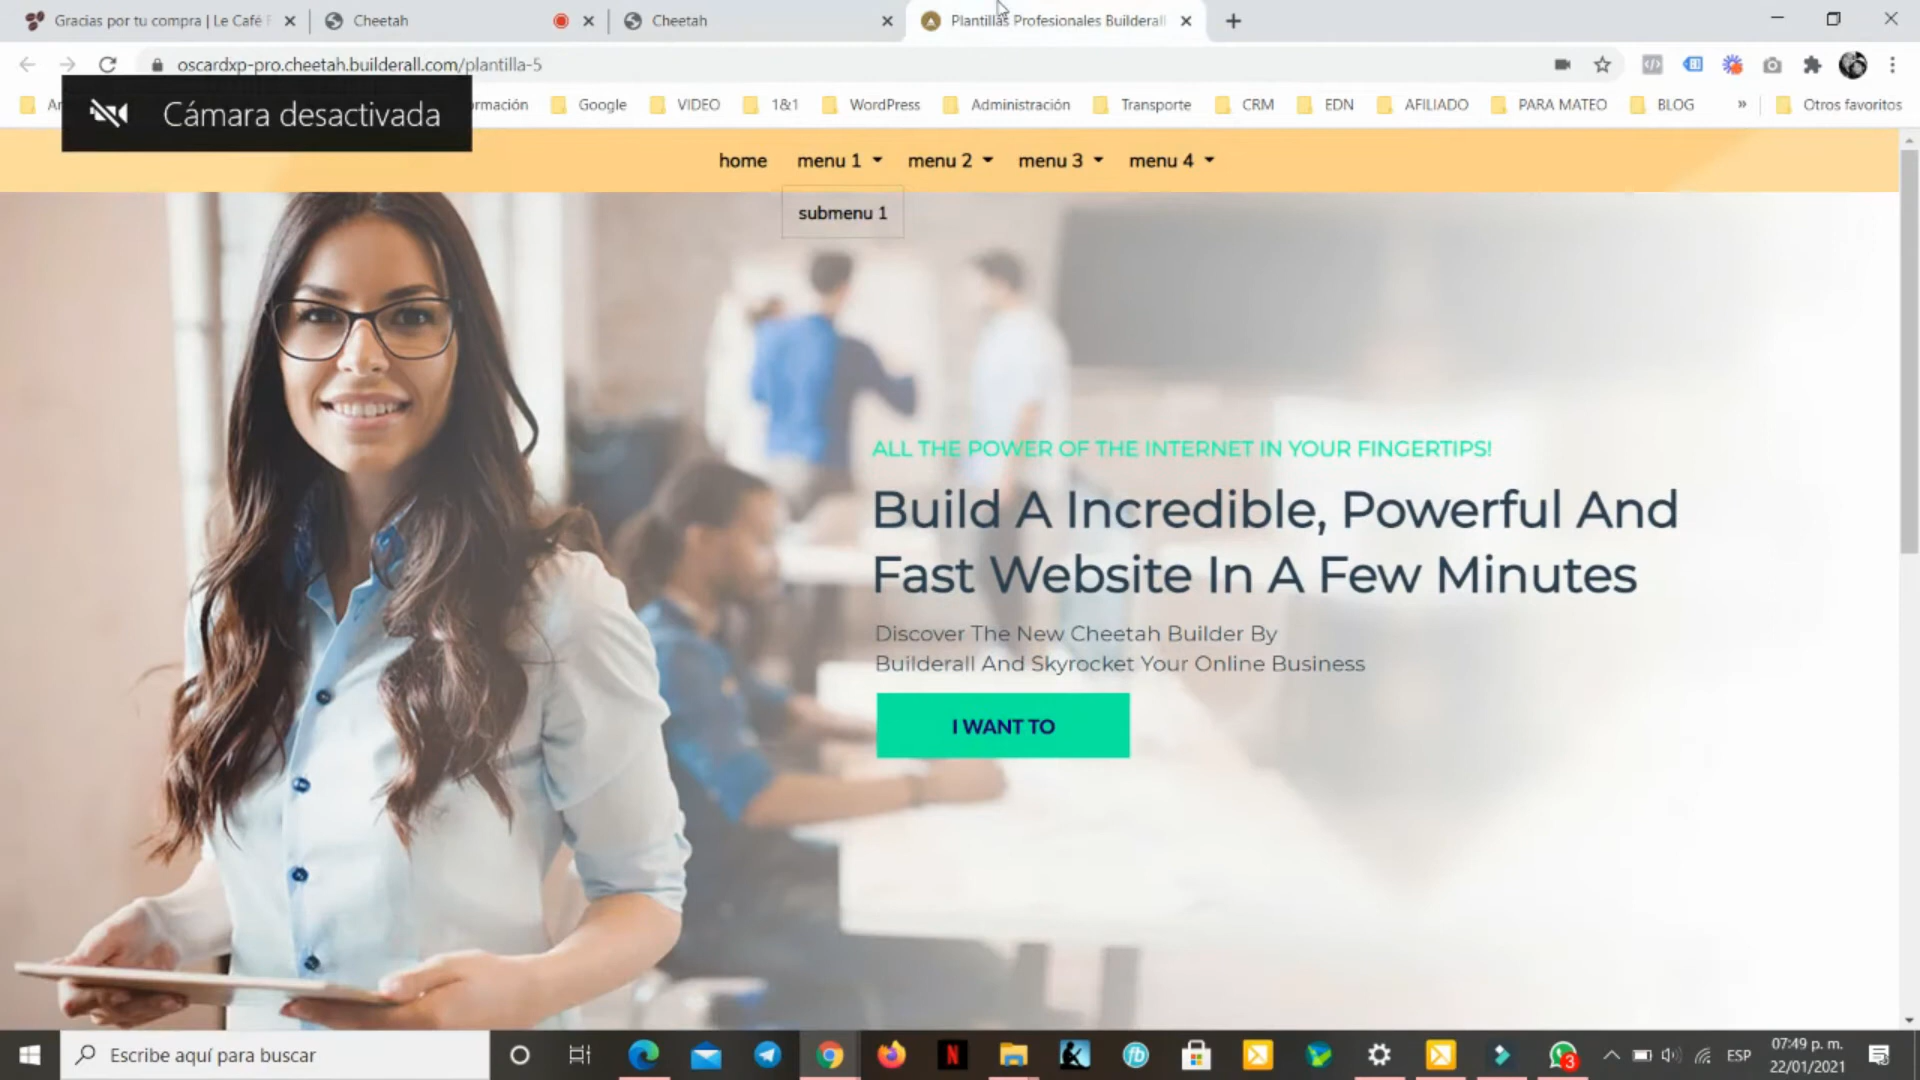 Gracias por tu compra | Le Café
Cheetah
Cheetah
Plantillas Profesionales Builderall
oscardxp-pro.cheetah.builderall.com/plantilla-5
Cámara desactivada
Google
VIDEO
1&1
WordPress
Administración
Transporte
CRM
EDN
AFILIADO
PARA MATEO
BLOG
»
Otros favoritos
home
menu 1
menu 2
menu 3
menu 4
submenu 1
ALL THE POWER OF THE INTERNET IN YOUR FINGERTIPS!
Build A Incredible, Powerful And
Fast Website In A Few Minutes
Discover The New Cheetah Builder By
Builderall And Skyrocket Your Online Business
I WANT TO
Escribe aquí para buscar
N
fb
3
ESP
07:49 p. m.
22/01/2021